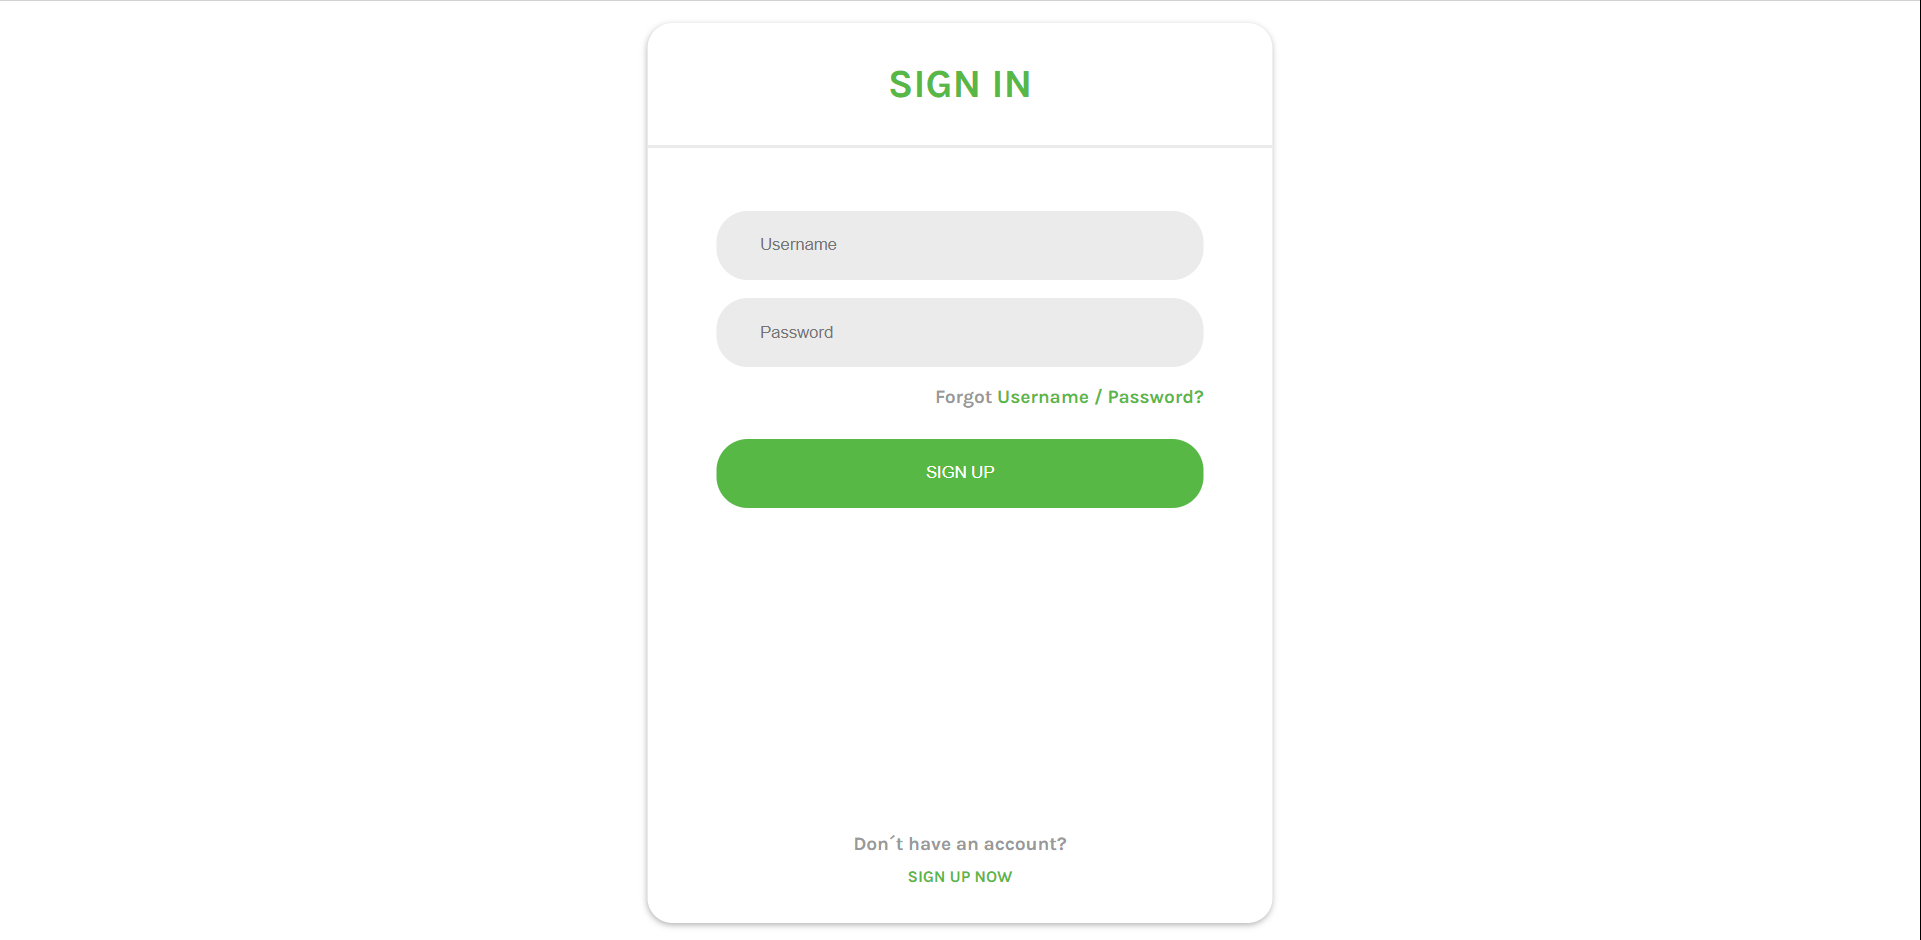 SIGN IN
Username
Password
Forgot Username / Password?
SIGN UP
Don´t have an account?
SIGN UP NOW